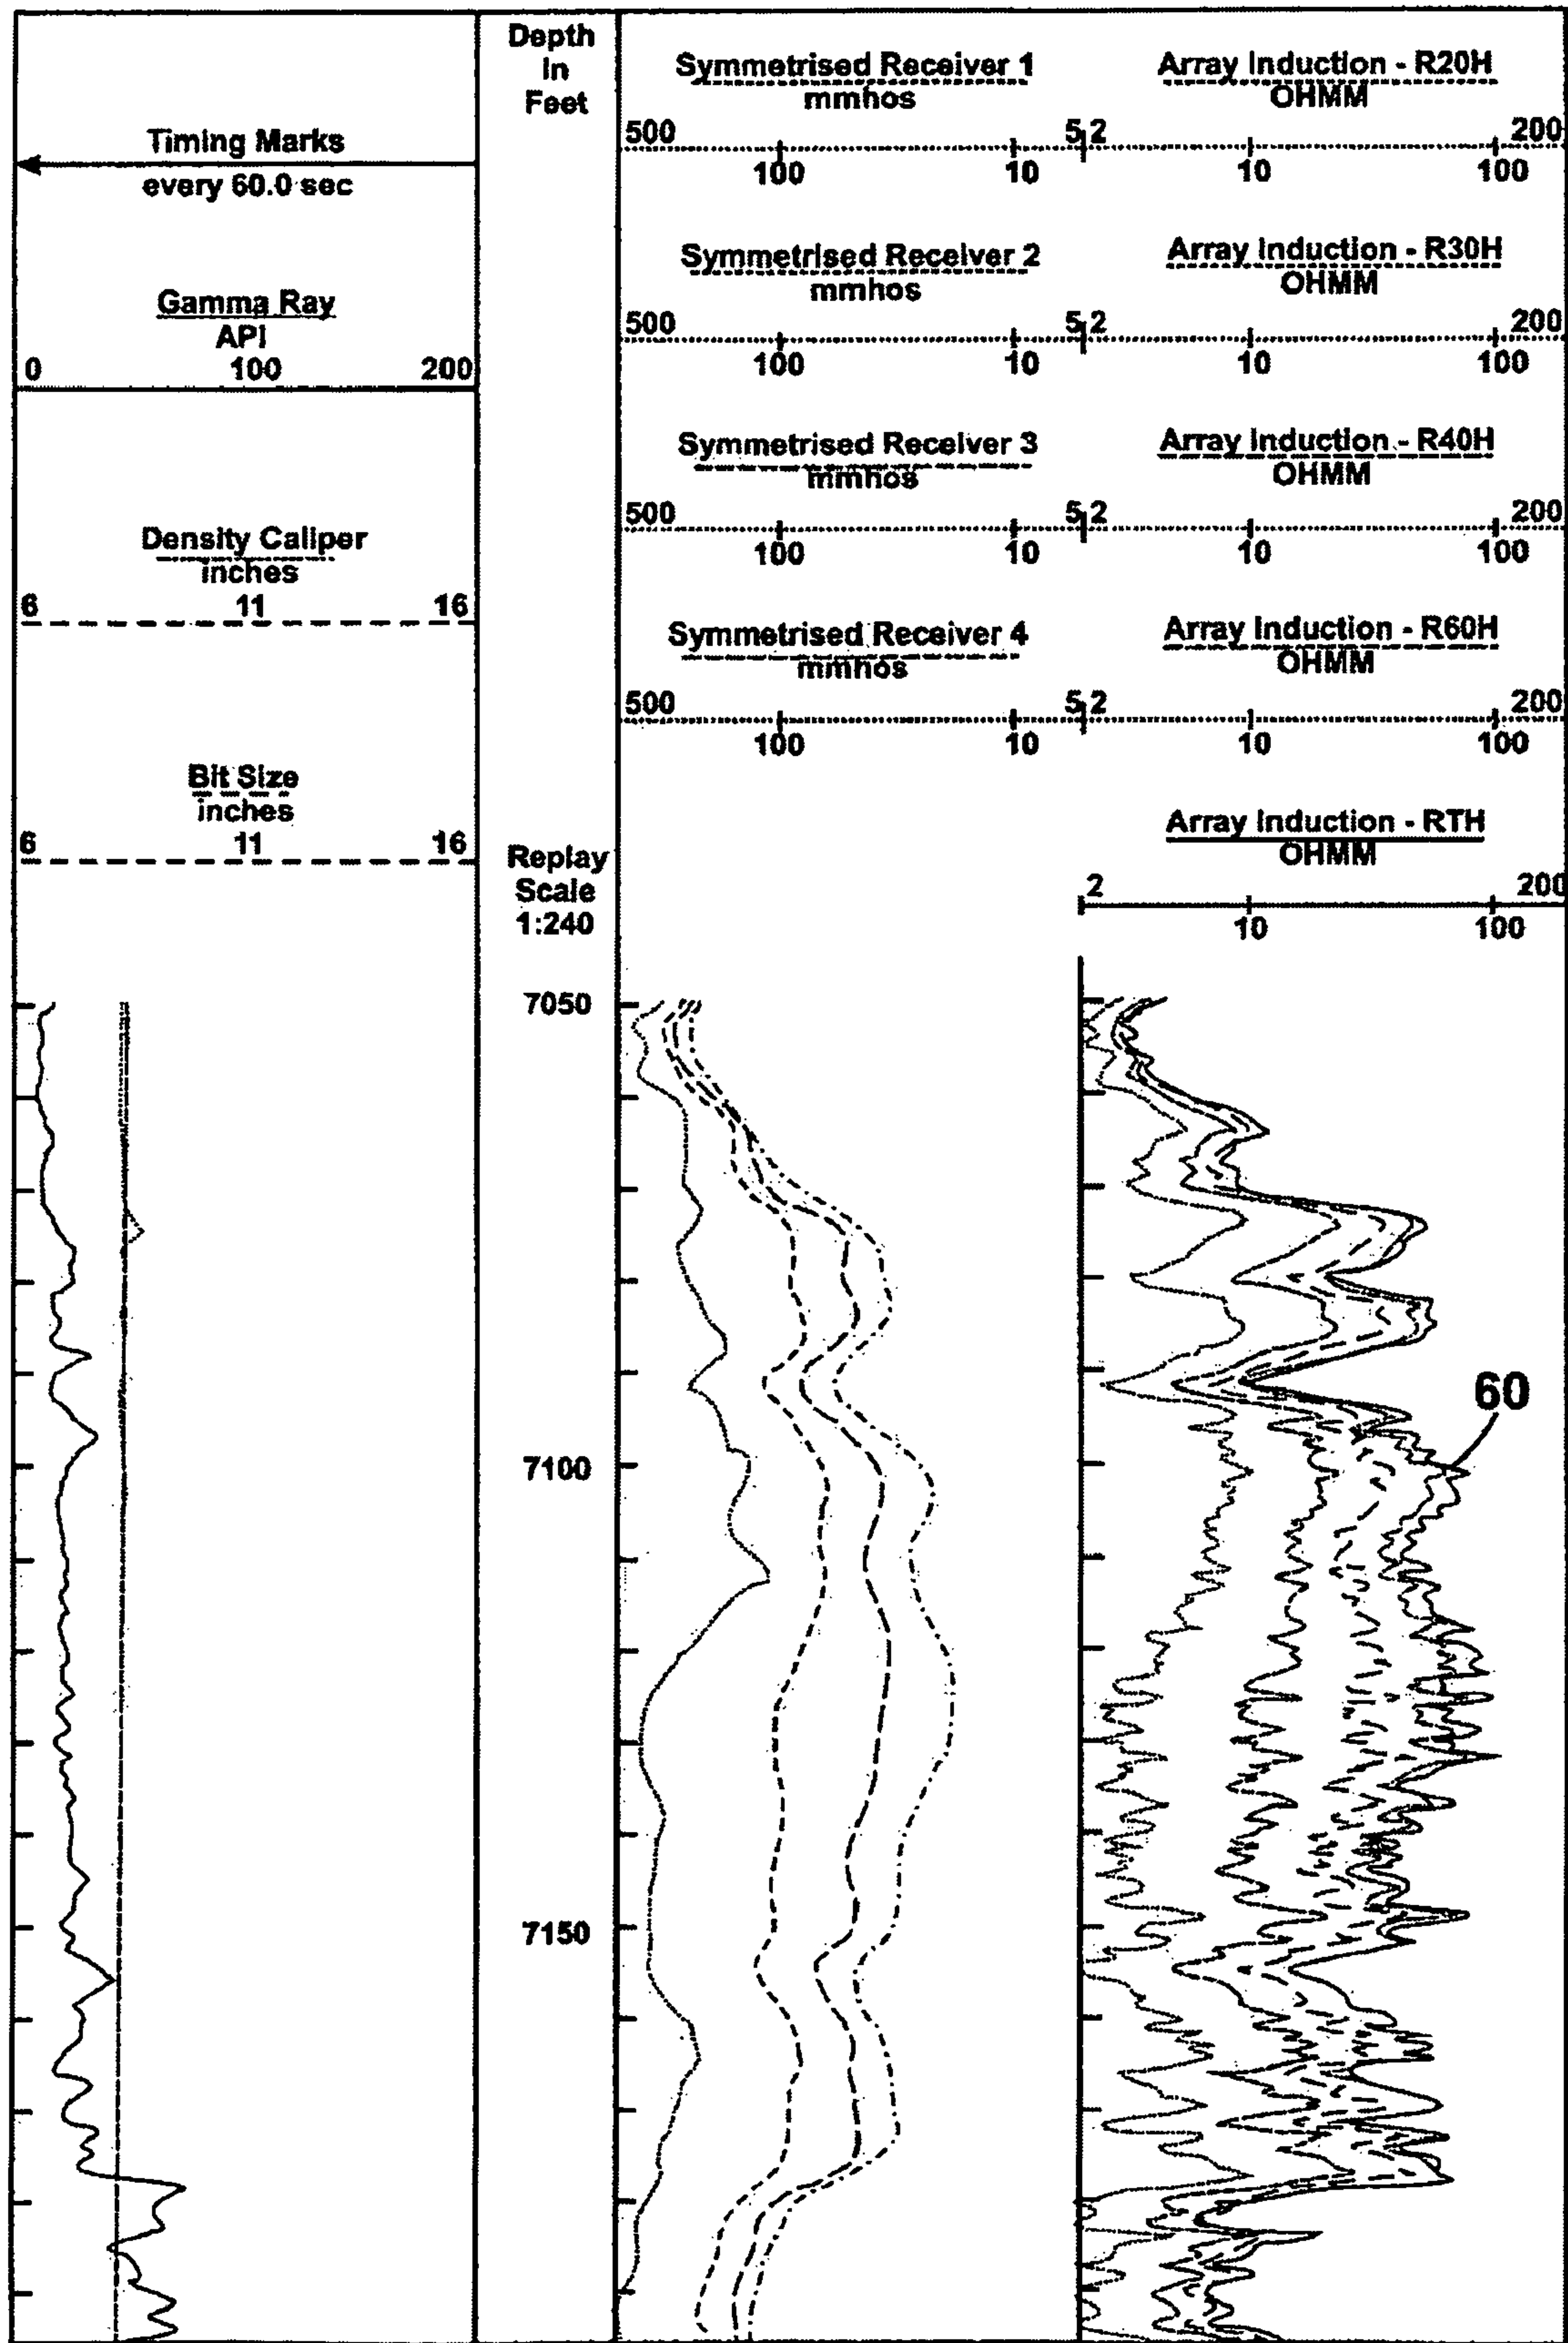 Timing Marks
every 60.0 sec
Gamma Ray
API
0 100 200
Density Caliper
inches
6 11 16
Bit Size
inches
6 11 16
Depth
In
Feet
Replay
Scale
1:240
7050
7100
7150
Symmetrised Receiver 1
mmhos
500 5
100 10
Symmetrised Receiver 2
mmhos
500 5
100 10
Symmetrised Receiver 3
mmhos
500 5
100 10
Symmetrised Receiver 4
mmhos
500 5
100 10
Array Induction - R20H
OHMM
2 200
10 100
Array Induction - R30H
OHMM
2 200
10 100
Array Induction - R40H
OHMM
2 200
10 100
Array Induction - R60H
OHMM
2 200
10 100
Array Induction - RTH
OHMM
2 200
10 100
60